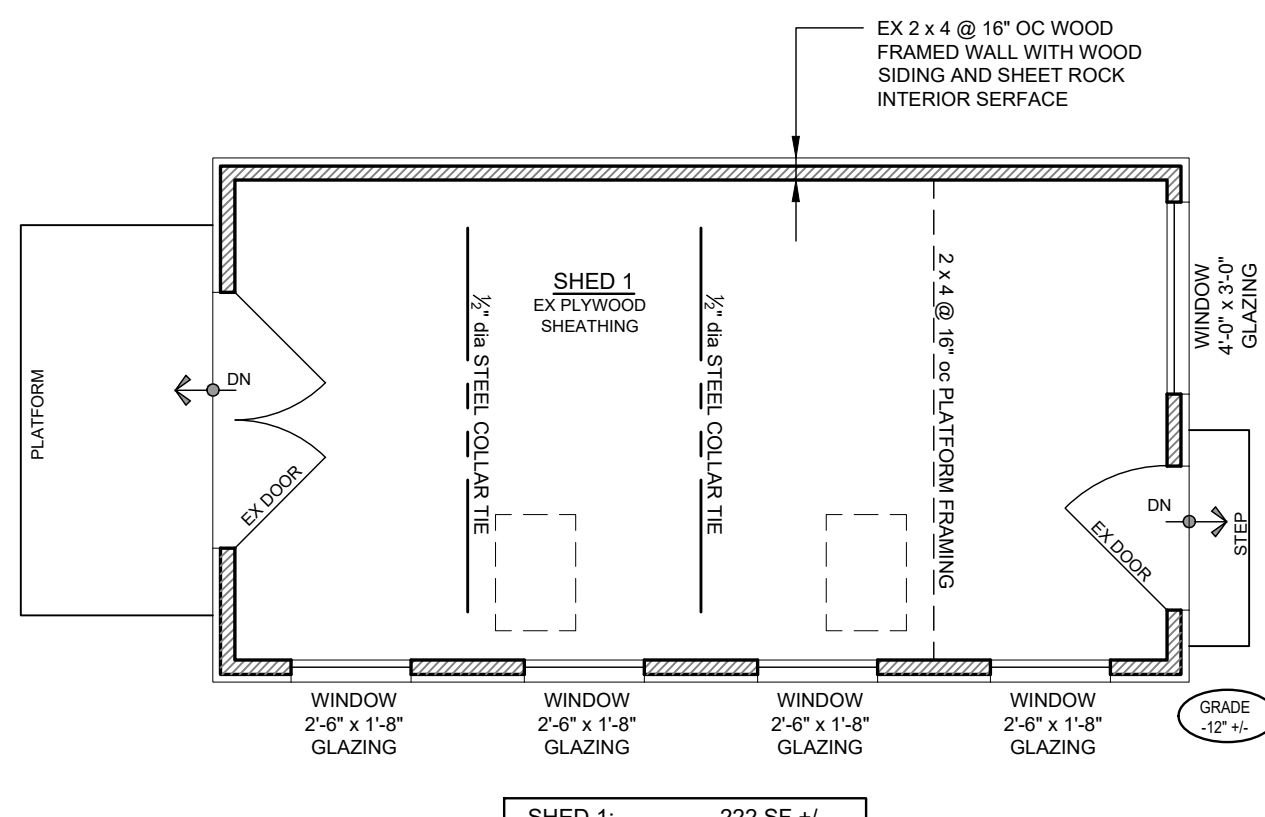 EX 2 x 4 @ 16" OC WOOD
FRAMED WALL WITH WOOD
SIDING AND SHEET ROCK
INTERIOR SERFACE
SHED 1
EX PLYWOOD
SHEATHING
½" dia STEEL COLLAR TIE
½" dia STEEL COLLAR TIE
2 x 4 @ 16" oc PLATFORM FRAMING
WINDOW
4'-0" x 3'-0"
GLAZING
PLATFORM
DN
EX DOOR
DN
EX DOOR
STEP
WINDOW
2'-6" x 1'-8"
GLAZING
WINDOW
2'-6" x 1'-8"
GLAZING
WINDOW
2'-6" x 1'-8"
GLAZING
WINDOW
2'-6" x 1'-8"
GLAZING
GRADE
-12" +/-
SHED 1: 222 SF +/-